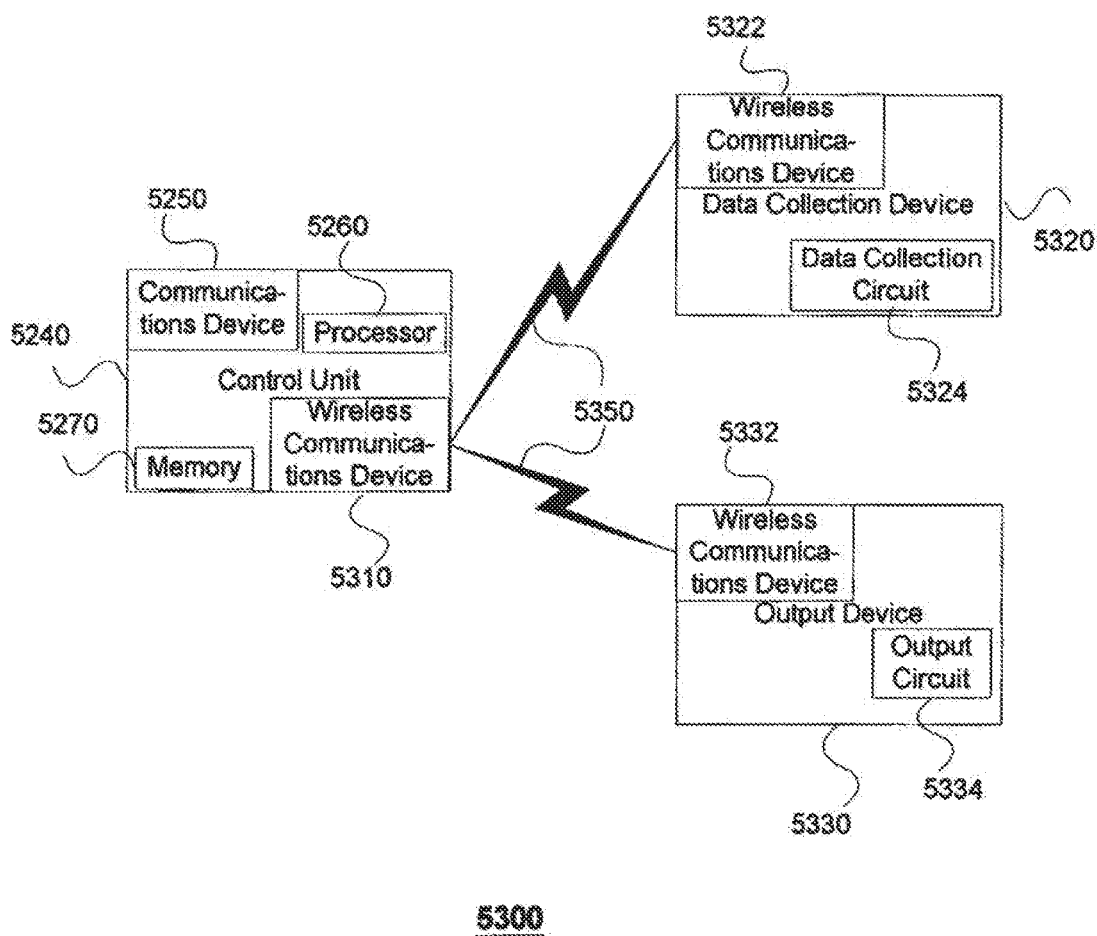 5322
Wireless
Communica-
tions Device
Data Collection Device
5320
Data Collection
Circuit
5324
5250
5260
Communica-
tions Device
Processor
5240
Control Unit
5270
Wireless
Communica-
tions Device
Memory
5310
5350
5332
Wireless
Communica-
tions Device
Output Device
Output
Circuit
5334
5330
5300